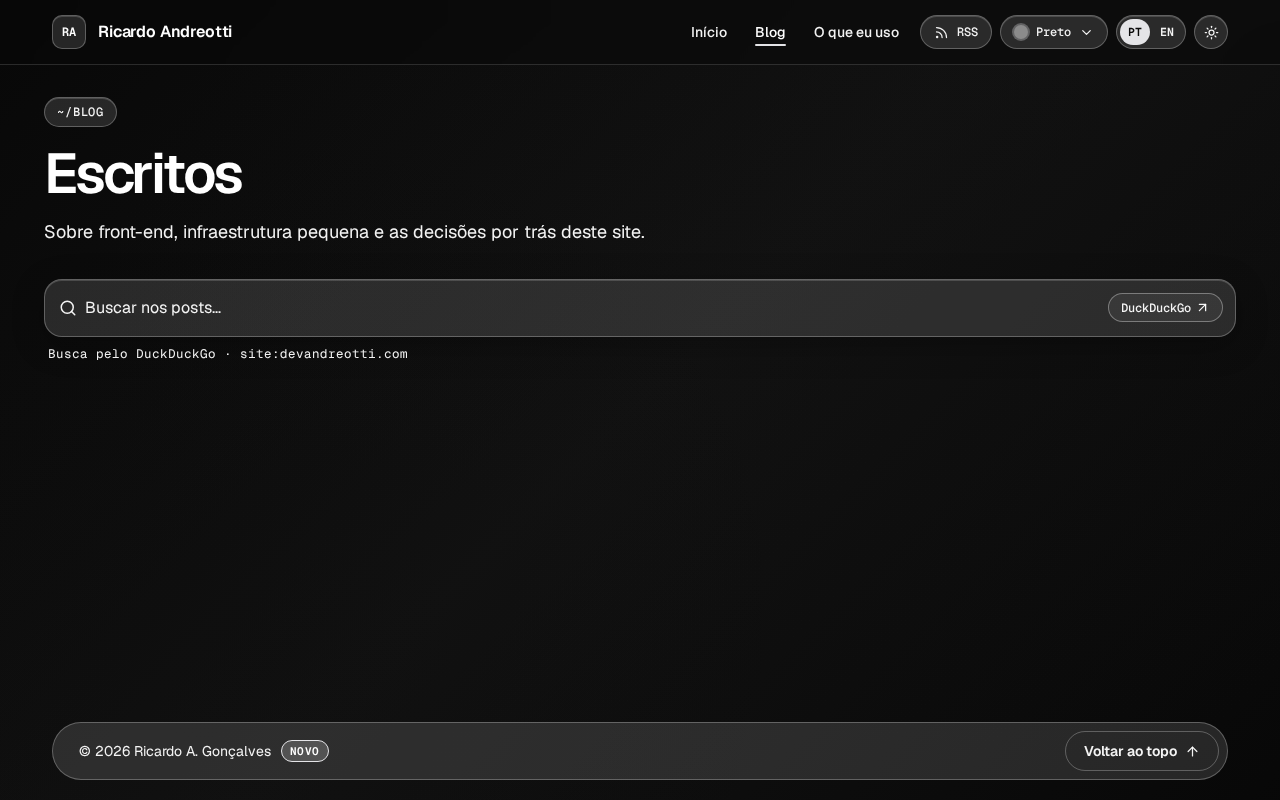 RA Ricardo Andreotti Início Blog O que eu uso RSS Preto PT EN
~/BLOG
Escritos
Sobre front-end, infraestrutura pequena e as decisões por trás deste site.
Buscar nos posts... DuckDuckGo
Busca pelo DuckDuckGo · site:devandreotti.com
© 2026 Ricardo A. Gonçalves NOVO Voltar ao topo